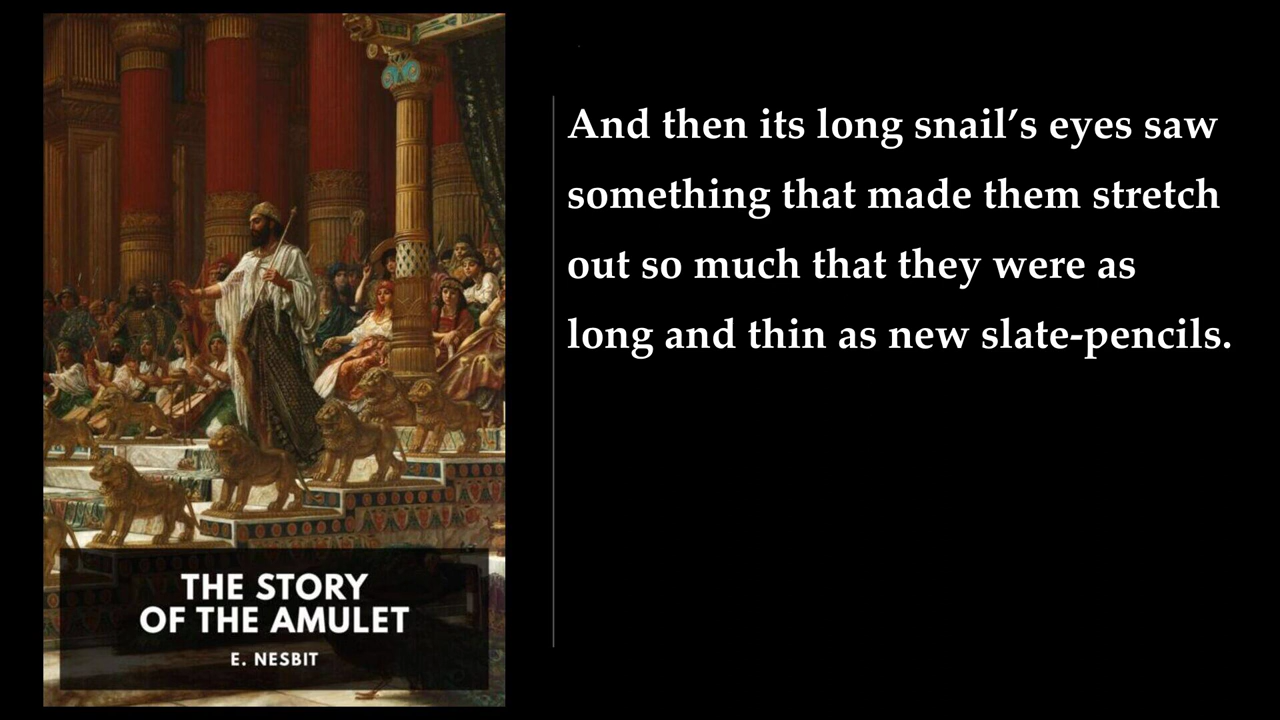 And then its long snail’s eyes saw
something that made them stretch
out so much that they were as
long and thin as new slate-pencils.
THE STORY
OF THE AMULET
E. NESBIT